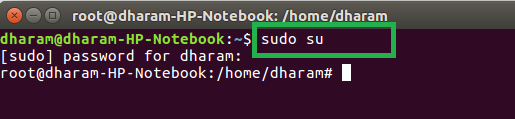 root@dharam-HP-Notebook: /home/dharam
dharam@dharam-HP-Notebook:~$ sudo su
[sudo] password for dharam:
root@dharam-HP-Notebook:/home/dharam#